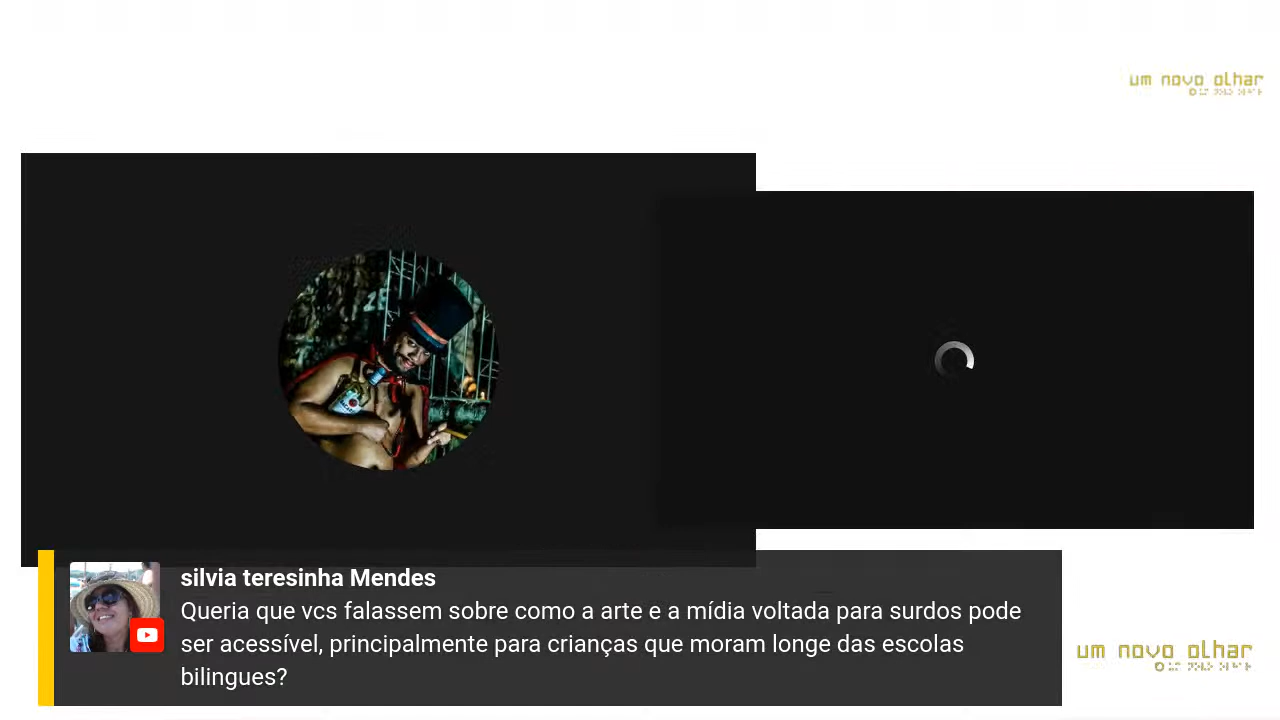 um novo olhar
silvia teresinha Mendes
Queria que vcs falassem sobre como a arte e a mídia voltada para surdos pode
ser acessível, principalmente para crianças que moram longe das escolas
bilingues?
um novo olhar